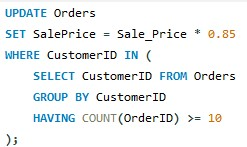 UPDATE Orders
SET SalePrice = Sale_Price * 0.85
WHERE CustomerID IN (
SELECT CustomerID FROM Orders
GROUP BY CustomerID
HAVING COUNT(OrderID) >= 10
);